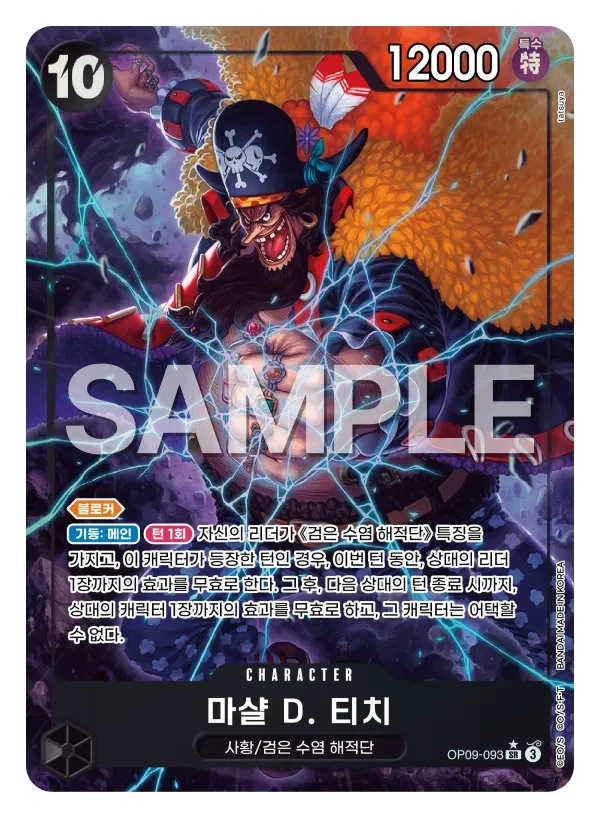 10
12000
특수
特
tatsuya
SAMPLE
블로커
기동: 메인 턴 1회 자신의 리더가 《검은 수염 해적단》 특징을
가지고, 이 캐릭터가 등장한 턴인 경우, 이번 턴 동안, 상대의 리더
1장까지의 효과를 무효로 한다. 그 후, 다음 상대의 턴 종료 시까지,
상대의 캐릭터 1장까지의 효과를 무효로 하고, 그 캐릭터는 어택할
수 없다.
CHARACTER
마샬 D. 티치
사황/검은 수염 해적단
OP09-093 SR 3
©EO/S ©O/S·F·T BANDAI MADE IN KOREA